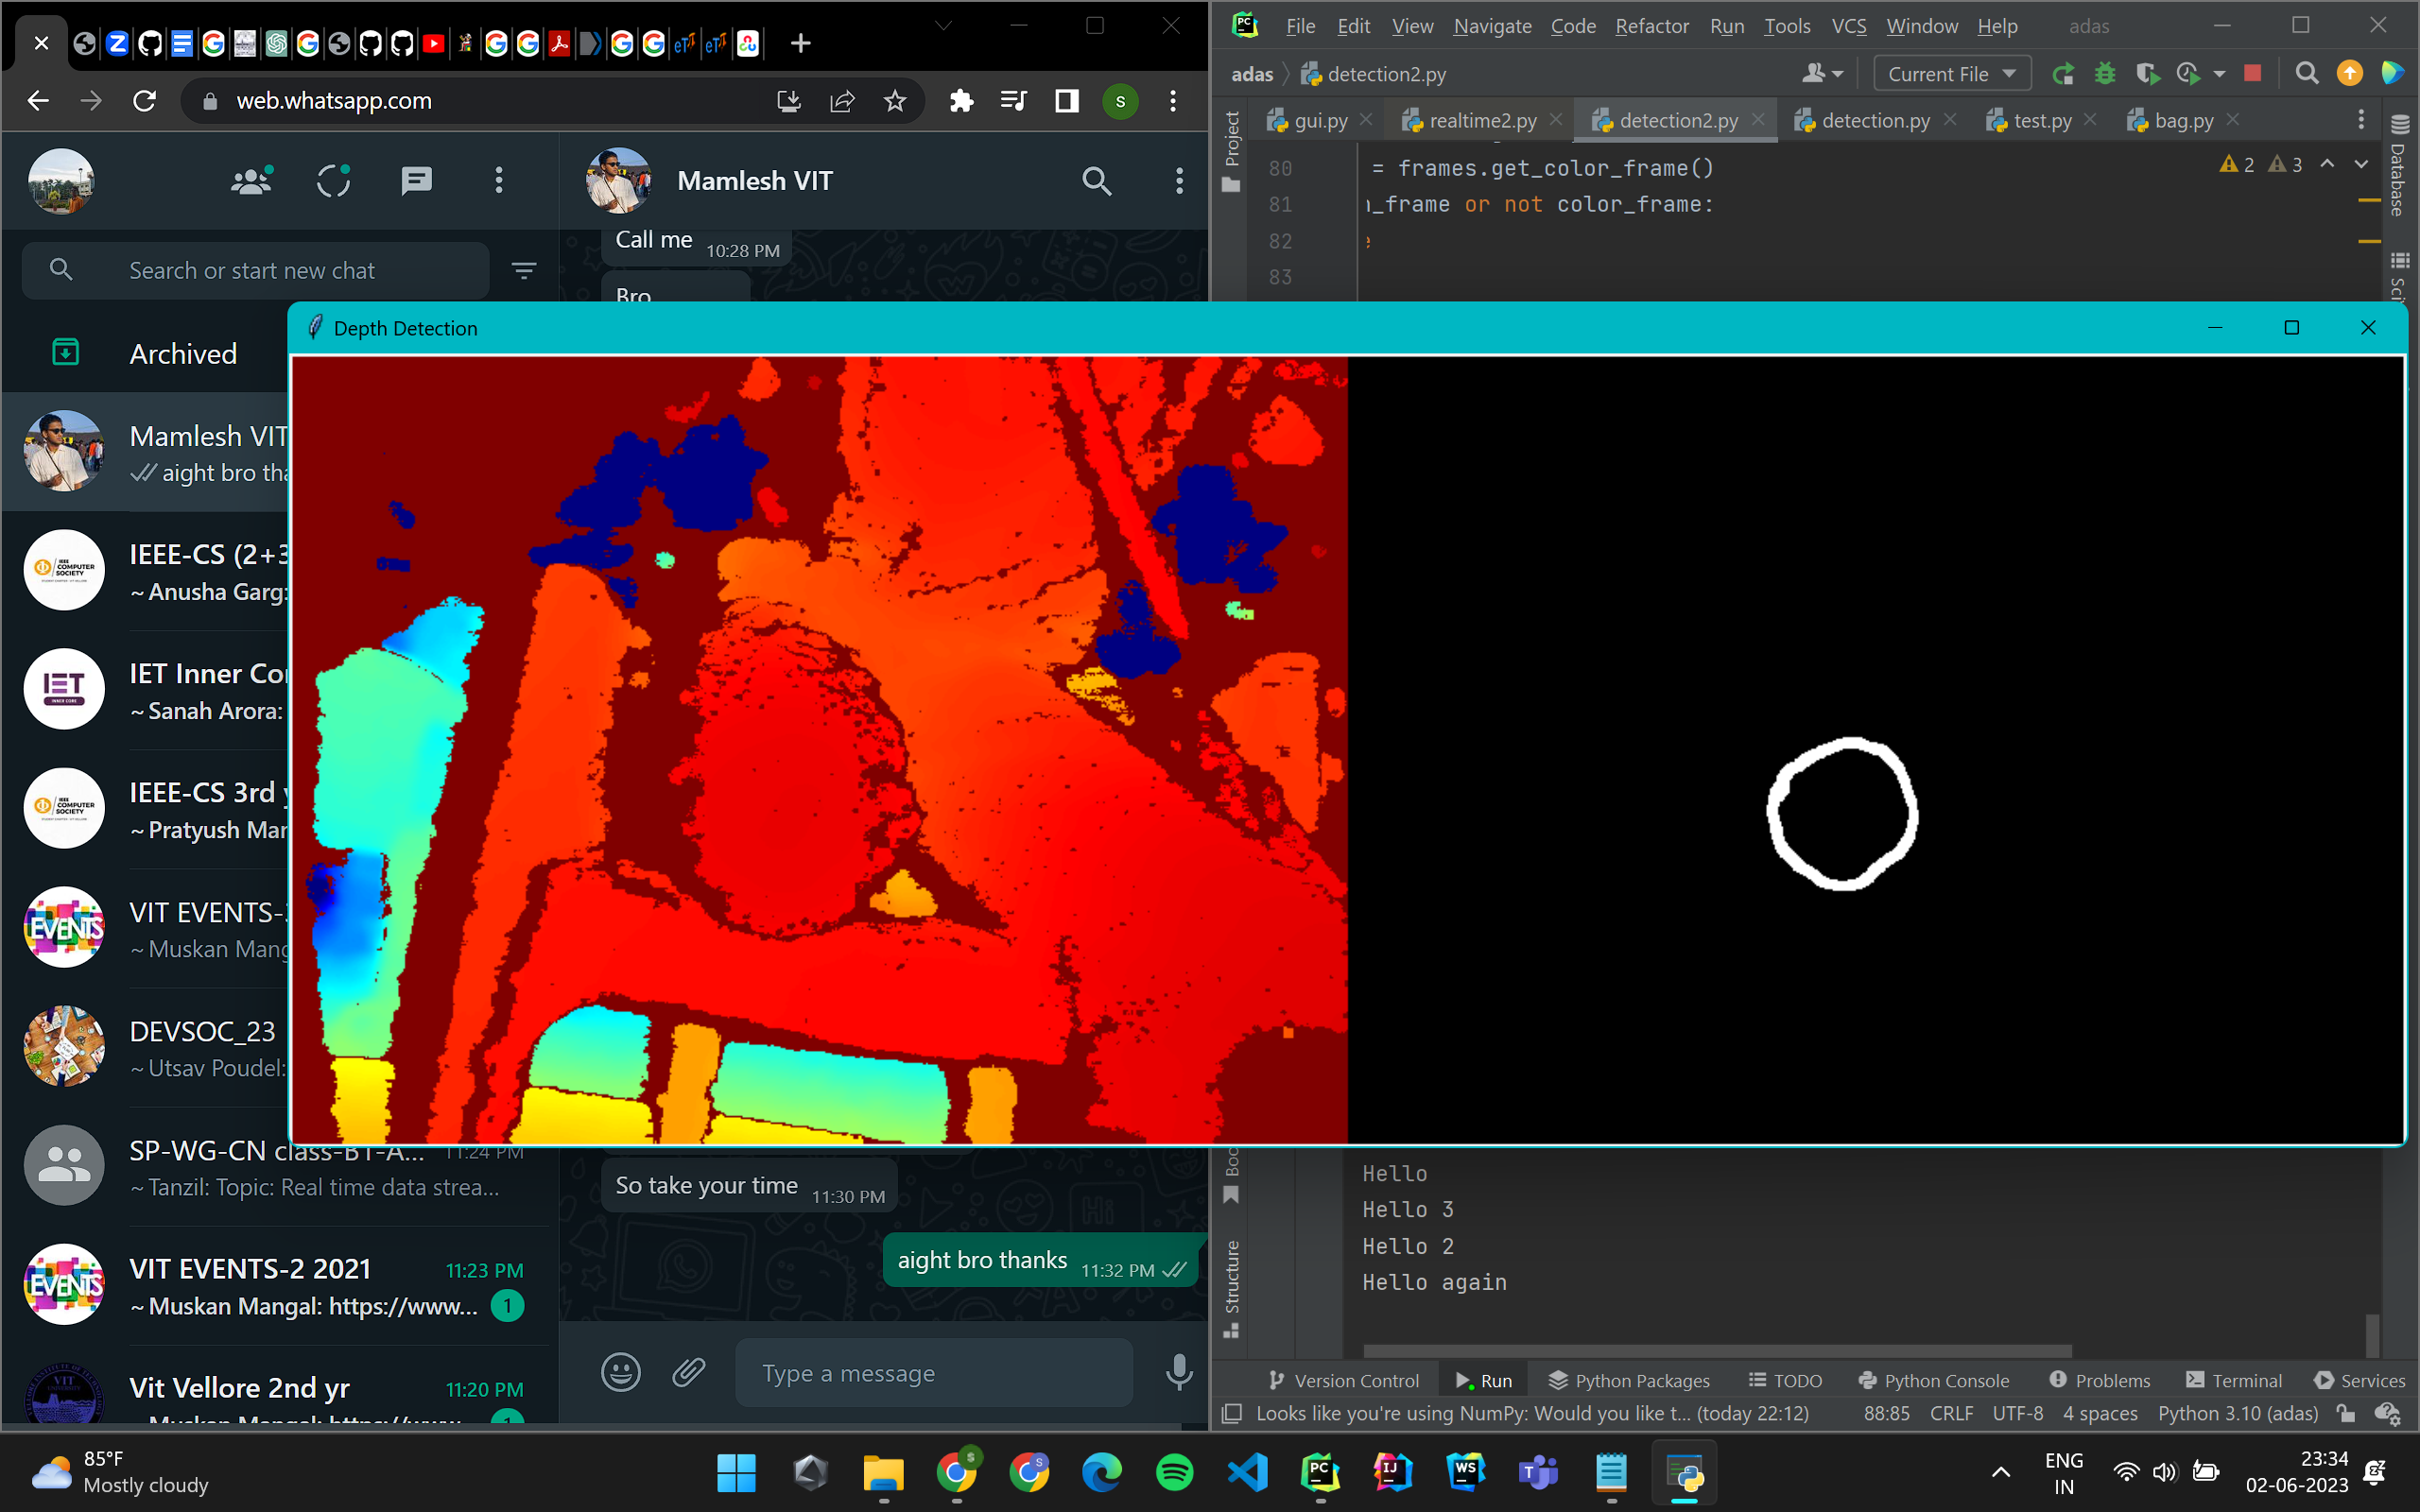 web.whatsapp.com
Mamlesh VIT
Call me 10:28 PM
Bro
Search or start new chat
Archived
Mamlesh VIT
aight bro tha
IEEE-CS (2+3
~ Anusha Garg:
IET Inner Co
~ Sanah Arora:
IEEE-CS 3rd y
~ Pratyush Mar
VIT EVENTS-3
~ Muskan Mang
DEVSOC_23
~ Utsav Poudel:
SP-WG-CN class-BT-A... 11:24 PM
~ Tanzil: Topic: Real time data strea...
VIT EVENTS-2 2021 11:23 PM
~ Muskan Mangal: https://www... 1
Vit Vellore 2nd yr 11:20 PM
So take your time 11:30 PM
aight bro thanks 11:32 PM
Type a message
File Edit View Navigate Code Refactor Run Tools VCS Window Help adas
adas detection2.py Current File
gui.py realtime2.py detection2.py detection.py test.py bag.py
Project
Database
80 = frames.get_color_frame()
2 3
81 _frame or not color_frame:
82 e
83
Depth Detection
Hello
Hello 3
Hello 2
Hello again
Structure
Version Control Run Python Packages TODO Python Console Problems Terminal Services
Looks like you're using NumPy: Would you like t... (today 22:12) 88:85 CRLF UTF-8 4 spaces Python 3.10 (adas)
85°F
Mostly cloudy
ENG
IN
23:34
02-06-2023